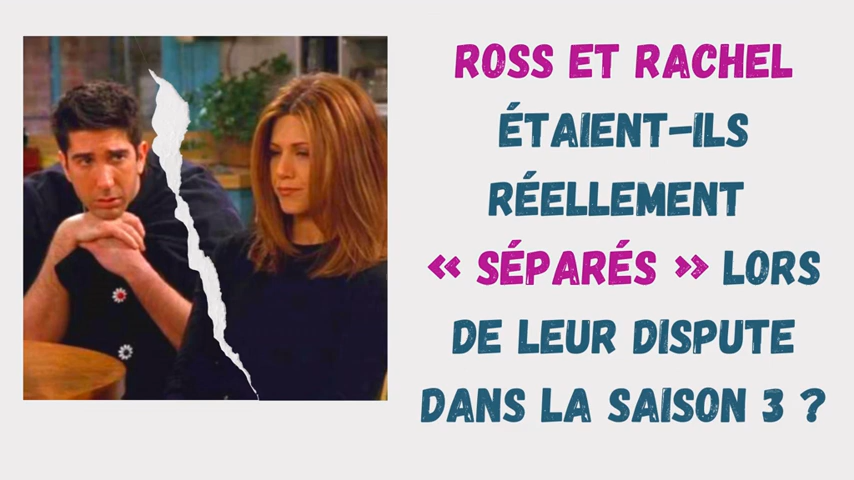 ROSS ET RACHEL
ÉTAIENT-ILS
RÉELLEMENT
« SÉPARÉS » LORS
DE LEUR DISPUTE
DANS LA SAISON 3 ?